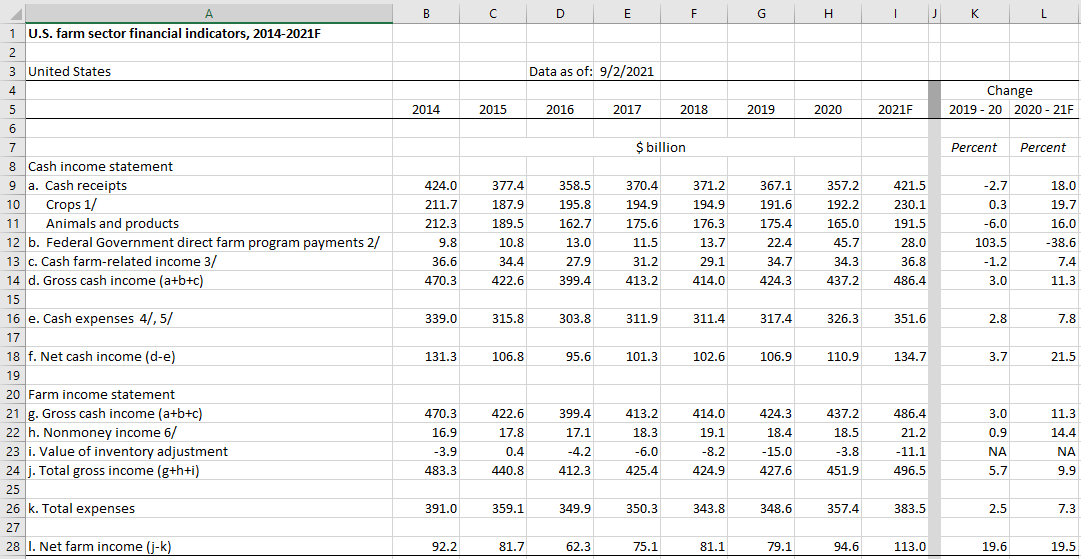 A B C D E F G H I J K L
1 U.S. farm sector financial indicators, 2014-2021F
2
3 United States Data as of: 9/2/2021
4 Change
5 2014 2015 2016 2017 2018 2019 2020 2021F 2019 - 20 2020 - 21F
6
7 $ billion Percent Percent
8 Cash income statement
9 a. Cash receipts 424.0 377.4 358.5 370.4 371.2 367.1 357.2 421.5 -2.7 18.0
10 Crops 1/ 211.7 187.9 195.8 194.9 194.9 191.6 192.2 230.1 0.3 19.7
11 Animals and products 212.3 189.5 162.7 175.6 176.3 175.4 165.0 191.5 -6.0 16.0
12 b. Federal Government direct farm program payments 2/ 9.8 10.8 13.0 11.5 13.7 22.4 45.7 28.0 103.5 -38.6
13 c. Cash farm-related income 3/ 36.6 34.4 27.9 31.2 29.1 34.7 34.3 36.8 -1.2 7.4
14 d. Gross cash income (a+b+c) 470.3 422.6 399.4 413.2 414.0 424.3 437.2 486.4 3.0 11.3
15
16 e. Cash expenses 4/, 5/ 339.0 315.8 303.8 311.9 311.4 317.4 326.3 351.6 2.8 7.8
17
18 f. Net cash income (d-e) 131.3 106.8 95.6 101.3 102.6 106.9 110.9 134.7 3.7 21.5
19
20 Farm income statement
21 g. Gross cash income (a+b+c) 470.3 422.6 399.4 413.2 414.0 424.3 437.2 486.4 3.0 11.3
22 h. Nonmoney income 6/ 16.9 17.8 17.1 18.3 19.1 18.4 18.5 21.2 0.9 14.4
23 i. Value of inventory adjustment -3.9 0.4 -4.2 -6.0 -8.2 -15.0 -3.8 -11.1 NA NA
24 j. Total gross income (g+h+i) 483.3 440.8 412.3 425.4 424.9 427.6 451.9 496.5 5.7 9.9
25
26 k. Total expenses 391.0 359.1 349.9 350.3 343.8 348.6 357.4 383.5 2.5 7.3
27
28 l. Net farm income (j-k) 92.2 81.7 62.3 75.1 81.1 79.1 94.6 113.0 19.6 19.5